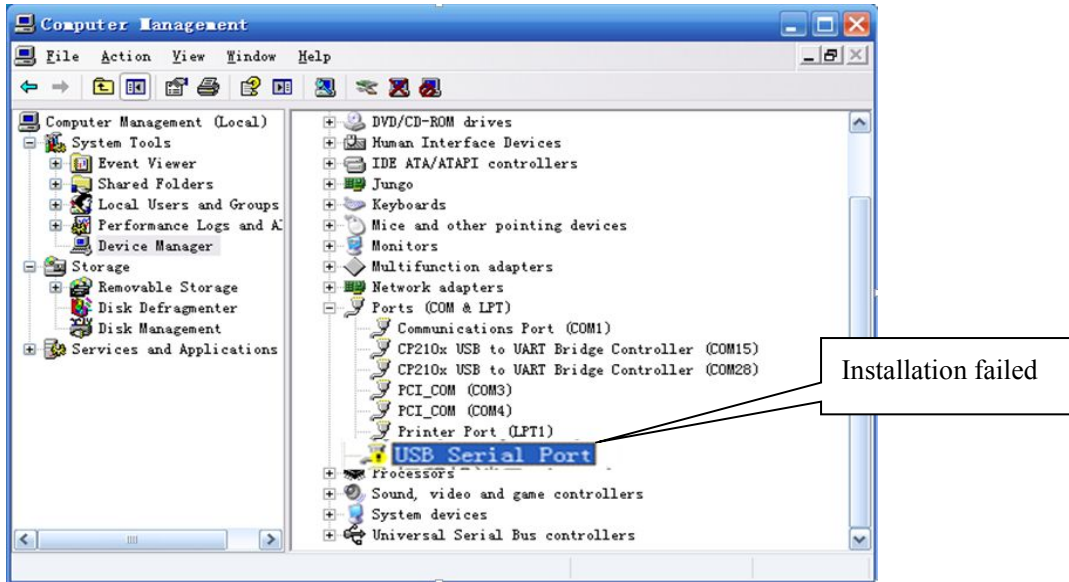 Computer Management
File Action View Window Help
Computer Management (Local)
System Tools
Event Viewer
Shared Folders
Local Users and Groups
Performance Logs and A
Device Manager
Storage
Removable Storage
Disk Defragmenter
Disk Management
Services and Applications
DVD/CD-ROM drives
Human Interface Devices
IDE ATA/ATAPI controllers
Jungo
Keyboards
Mice and other pointing devices
Monitors
Multifunction adapters
Network adapters
Ports (COM & LPT)
Communications Port (COM1)
CP210x USB to UART Bridge Controller (COM15)
CP210x USB to UART Bridge Controller (COM28)
PCI_COM (COM3)
PCI_COM (COM4)
Printer Port (LPT1)
USB Serial Port
Processors
Sound, video and game controllers
System devices
Universal Serial Bus controllers
Installation failed